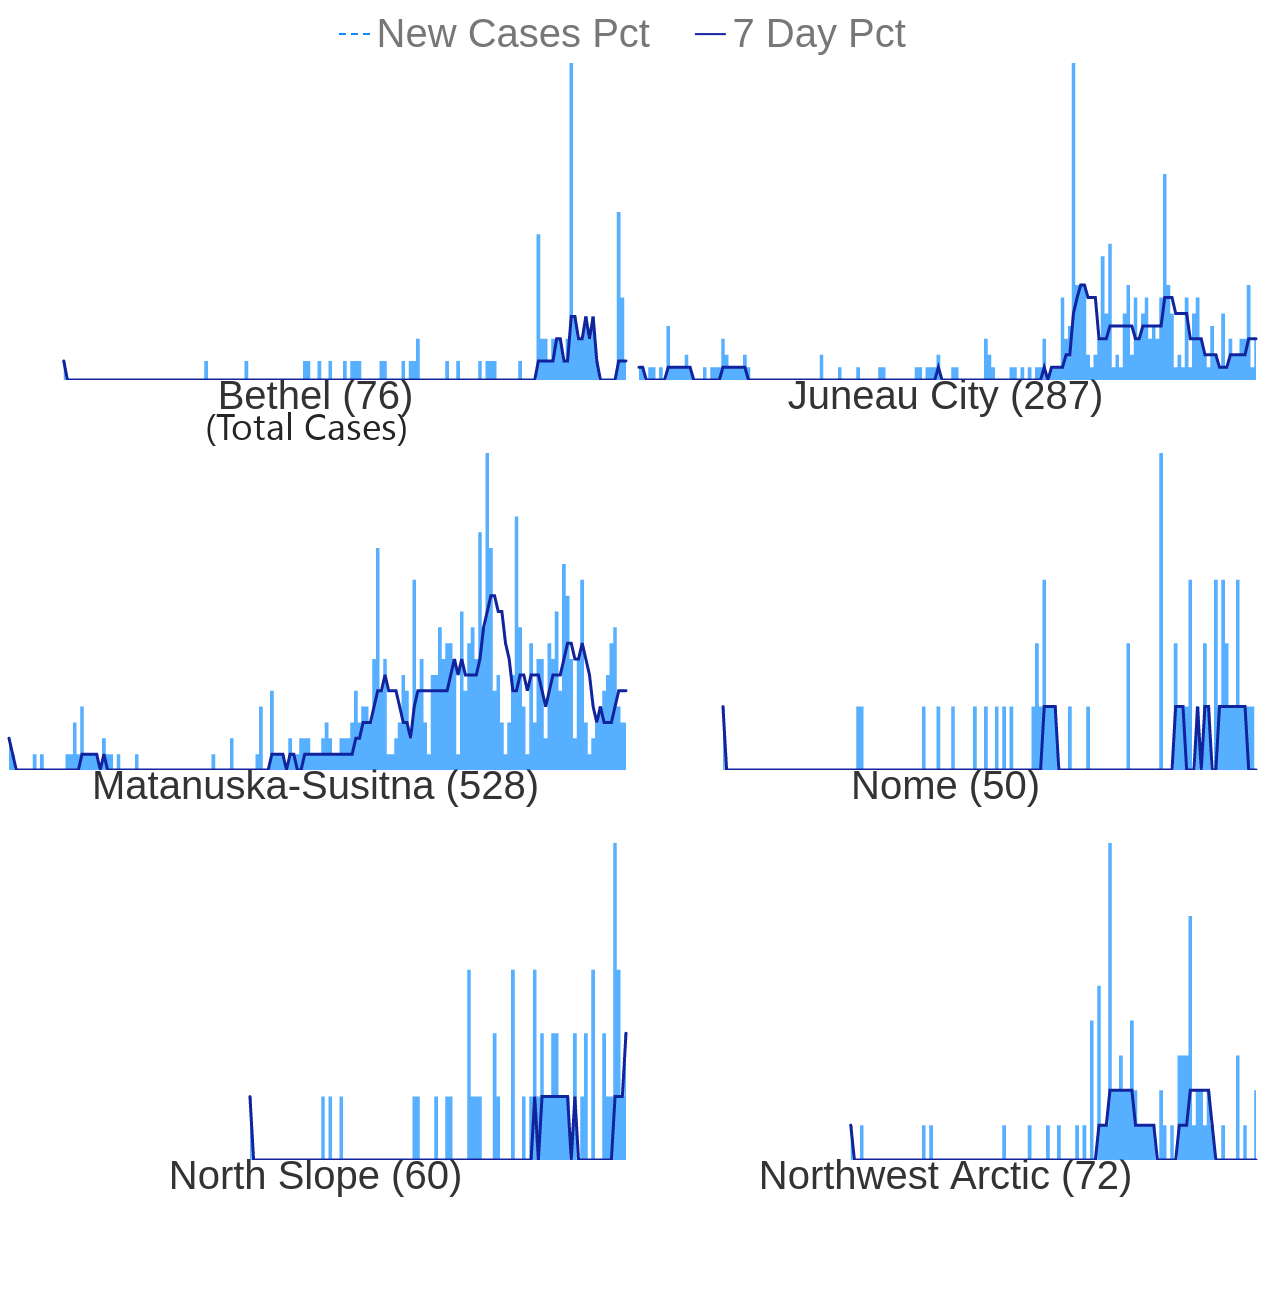 New Cases Pct 7 Day Pct
Bethel (76) Juneau City (287)
(Total Cases)
Matanuska-Susitna (528) Nome (50)
North Slope (60) Northwest Arctic (72)